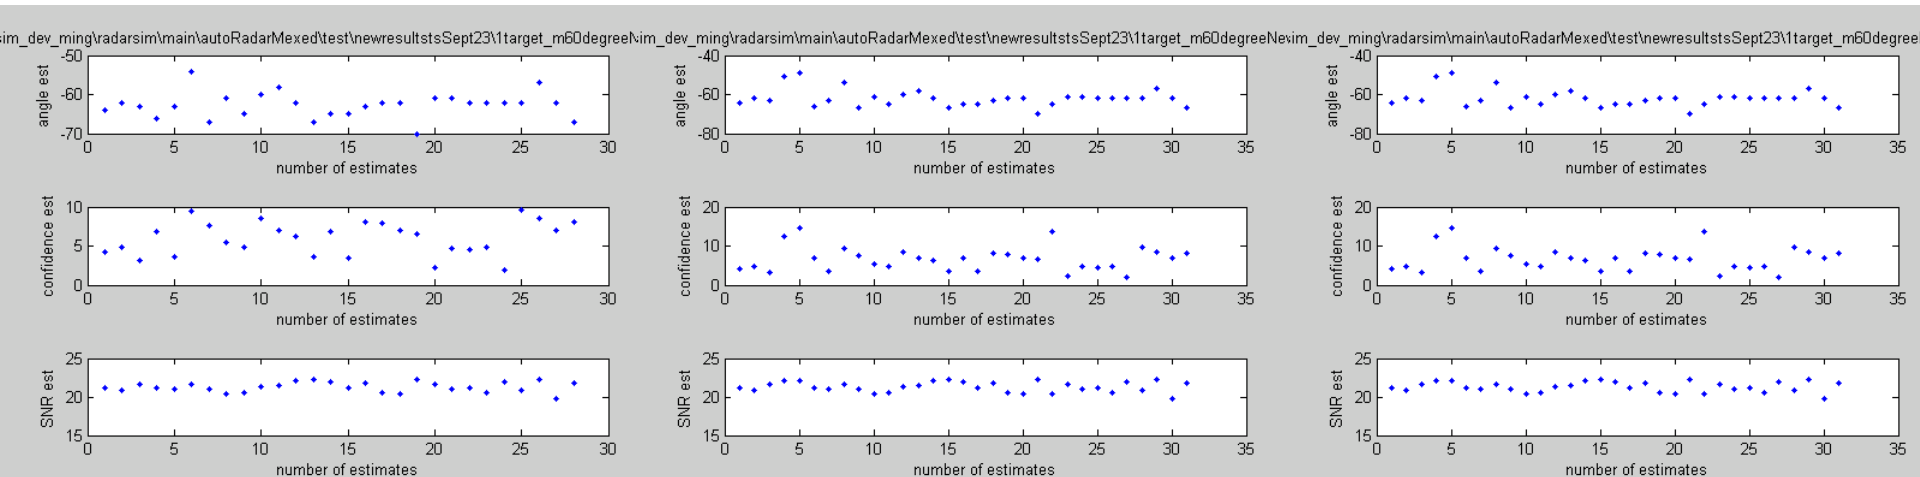 sim_dev_ming\radarsim\main\autoRadarMexed\test\newresultstsSept23\1target_m60degreeN
-50
-60
-70
angle est
0 5 10 15 20 25 30
number of estimates
10
5
0
confidence est
0 5 10 15 20 25 30
number of estimates
25
20
15
SNR est
0 5 10 15 20 25 30
number of estimates
im_dev_ming\radarsim\main\autoRadarMexed\test\newresultstsSept23\1target_m60degreeNe
-40
-60
-80
angle est
0 5 10 15 20 25 30 35
number of estimates
20
10
0
confidence est
0 5 10 15 20 25 30 35
number of estimates
25
20
15
SNR est
0 5 10 15 20 25 30 35
number of estimates
im_dev_ming\radarsim\main\autoRadarMexed\test\newresultstsSept23\1target_m60degree
-40
-60
-80
angle est
0 5 10 15 20 25 30 35
number of estimates
20
10
0
confidence est
0 5 10 15 20 25 30 35
number of estimates
25
20
15
SNR est
0 5 10 15 20 25 30 35
number of estimates